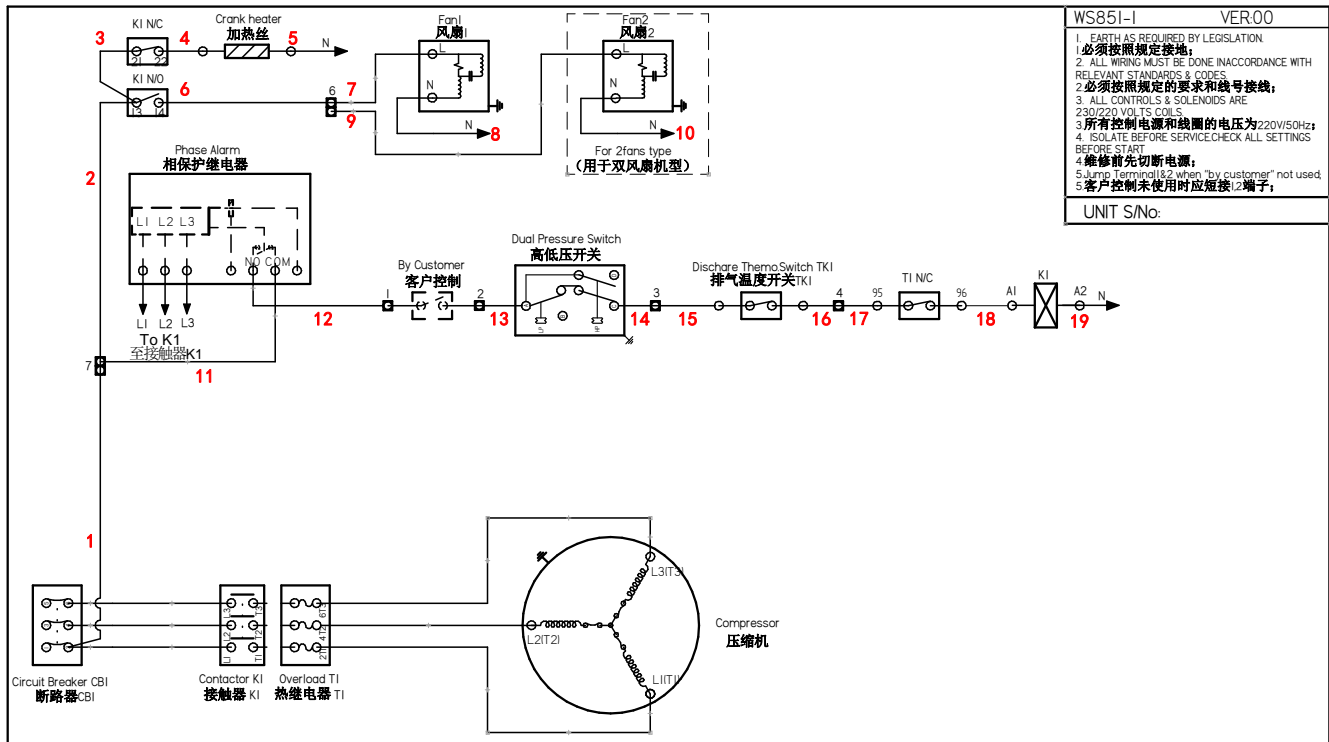 K1 N/C
3
4
21 22
Crank heater
加热丝
5
N
K1 N/O
6
13 14
6
7
9
Fan1
风扇1
L
N
N
8
Fan2
风扇2
L
N
N
10
For 2fans type
(用于双风扇机型)
WS851-1 VER:00
1. EARTH AS REQUIRED BY LEGISLATION.
1 必须按照规定接地;
2. ALL WIRING MUST BE DONE INACCORDANCE WITH
RELEVANT STANDARDS & CODES.
2 必须按照规定的要求和线号接线;
3. ALL CONTROLS & SOLENOIDS ARE
230/220 VOLTS COILS.
3 所有控制电源和线圈的电压为220V/50Hz;
4. ISOLATE BEFORE SERVICE.CHECK ALL SETTINGS
BEFORE START
4 维修前先切断电源;
5.Jump Terminal1&2 when "by customer" not used;
5 客户控制未使用时应短接1,2端子;
UNIT S/No:
2
Phase Alarm
相保护继电器
L1 L2 L3
NO COM
L1 L2 L3
To K1
至接触器K1
7
11
12
1
By Customer
客户控制
2
13
Dual Pressure Switch
高低压开关
LP
HP
14
3
15
Dischare Themo.Switch TK1
排气温度开关TK1
16
4
17
95
T1 N/C
96
18
A1
K1
A2
19
N
1
Circuit Breaker CB1
断路器CB1
L3 T3
L2 T2
L1 T1
Contactor K1
接触器 K1
6T3
4T2
2T1
Overload T1
热继电器 T1
L3(T3)
L2(T2)
L1(T1)
Compressor
压缩机